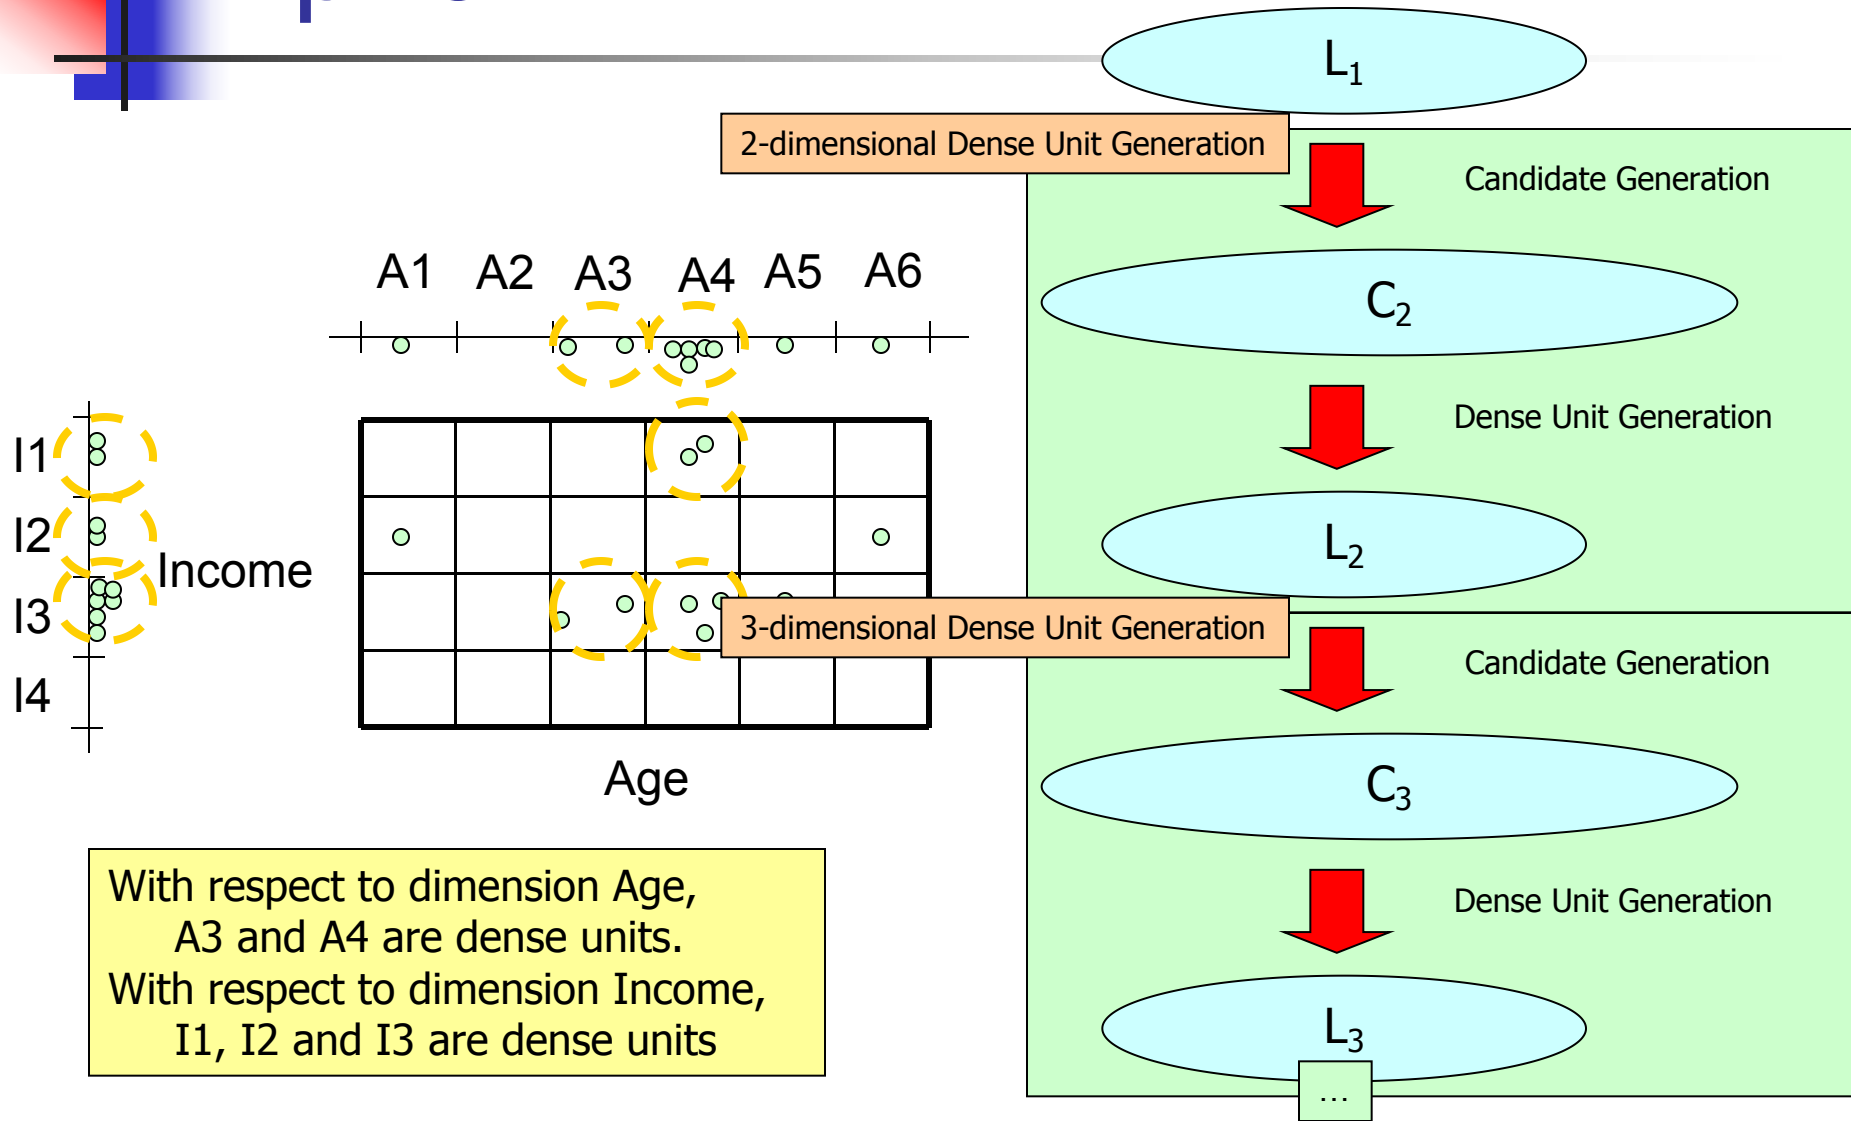 L1
2-dimensional Dense Unit Generation
Candidate Generation
A1 A2 A3 A4 A5 A6
C2
Dense Unit Generation
I1
I2
Income
L2
I3
3-dimensional Dense Unit Generation
Candidate Generation
I4
Age
C3
With respect to dimension Age,
A3 and A4 are dense units.
With respect to dimension Income,
I1, I2 and I3 are dense units
Dense Unit Generation
L3
...